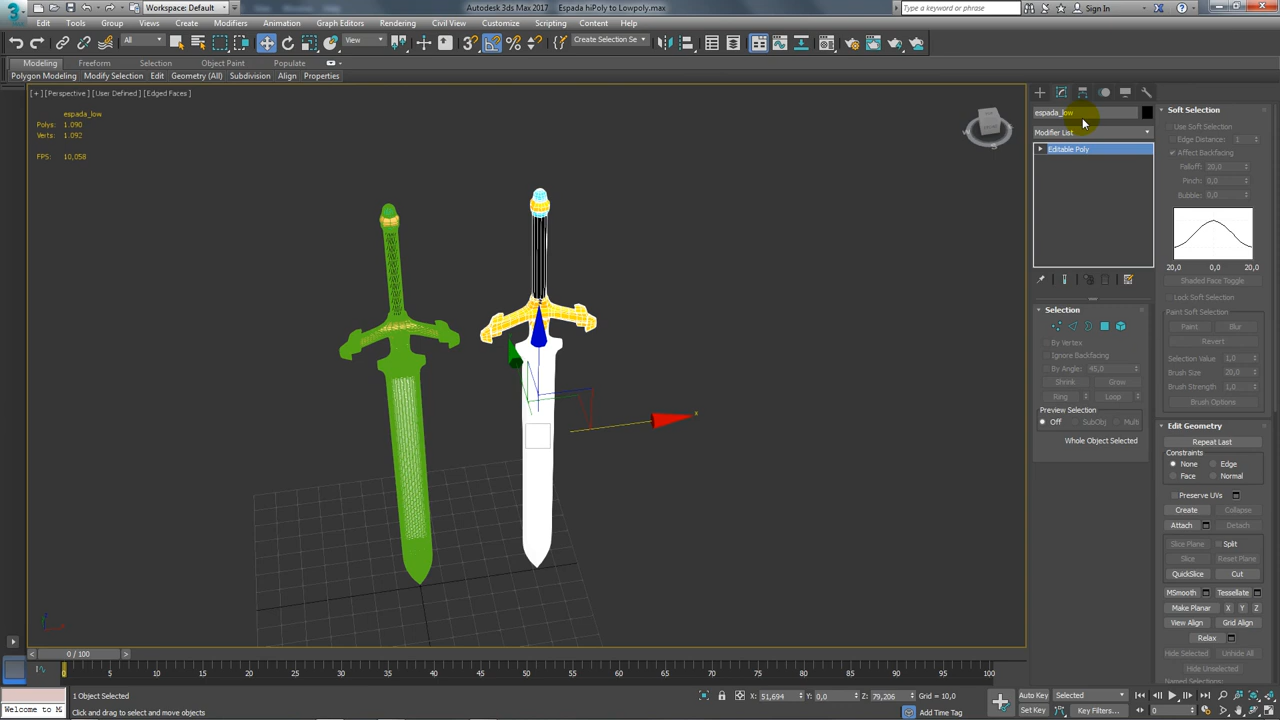 Workspace: Default
Autodesk 3ds Max 2017    Espada hiPoly to Lowpoly.max
Type a keyword or phrase
Sign In
Edit Tools Group Views Create Modifiers Animation Graph Editors Rendering Civil View Customize Scripting Content Help
All View Create Selection Se
Modeling Freeform Selection Object Paint Populate
Polygon Modeling Modify Selection Edit Geometry (All) Subdivision Align Properties
[ + ] [Perspective ] [User Defined ] [Edged Faces ]
espada_low
Polys: 1.090
Verts: 1.092
FPS: 10,058
espada_low
Modifier List
Editable Poly
Selection
By Vertex
Ignore Backfacing
By Angle: 45,0
Shrink Grow
Ring Loop
Preview Selection
Off SubObj Multi
Whole Object Selected
Soft Selection
Use Soft Selection
Edge Distance: 1
Affect Backfacing
Falloff: 20,0
Pinch: 0,0
Bubble: 0,0
20,0 0,0 20,0
Shaded Face Toggle
Lock Soft Selection
Paint Soft Selection
Paint Blur
Revert
Selection Value 1,0
Brush Size 20,0
Brush Strength 1,0
Brush Options
Edit Geometry
Repeat Last
Constraints
None Edge
Face Normal
Preserve UVs
Create Collapse
Attach Detach
Slice Plane Split
Slice Reset Plane
QuickSlice Cut
MSmooth Tessellate
Make Planar X Y Z
View Align Grid Align
Relax
Hide Selected Unhide All
Hide Unselected
0 / 100
0 5 10 15 20 25 30 35 40 45 50 55 60 65 70 75 80 85 90 95 100
1 Object Selected
X: 51,694 Y: 0,0 Z: 79,206 Grid = 10,0
Auto Key Selected
Welcome to M
Click and drag to select and move objects
Add Time Tag
Set Key Key Filters... 0